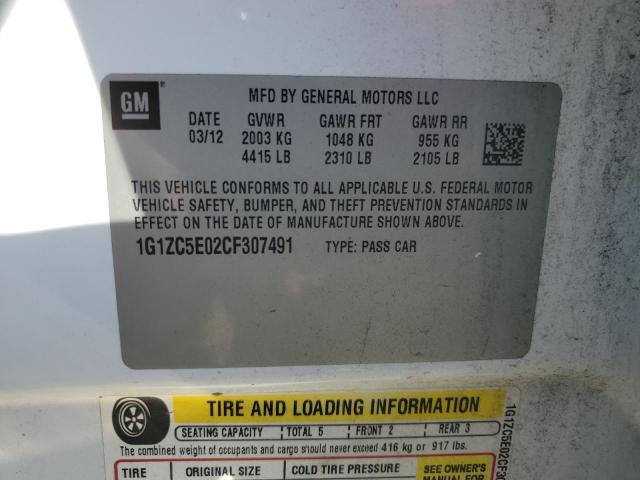 GM
MFD BY GENERAL MOTORS LLC
DATE GVWR GAWR FRT GAWR RR
03/12 2003 KG 1048 KG 955 KG
4415 LB 2310 LB 2105 LB
THIS VEHICLE CONFORMS TO ALL APPLICABLE U.S. FEDERAL MOTOR
VEHICLE SAFETY, BUMPER, AND THEFT PREVENTION STANDARDS IN
EFFECT ON THE DATE OF MANUFACTURE SHOWN ABOVE.
1G1ZC5E02CF307491 TYPE: PASS CAR
TIRE AND LOADING INFORMATION
SEATING CAPACITY TOTAL 5 FRONT 2 REAR 3
The combined weight of occupants and cargo should never exceed 416 kg or 917 lbs.
TIRE ORIGINAL SIZE COLD TIRE PRESSURE
SEE OWNER'S
MANUAL FOR
1G1ZC5E02CF30